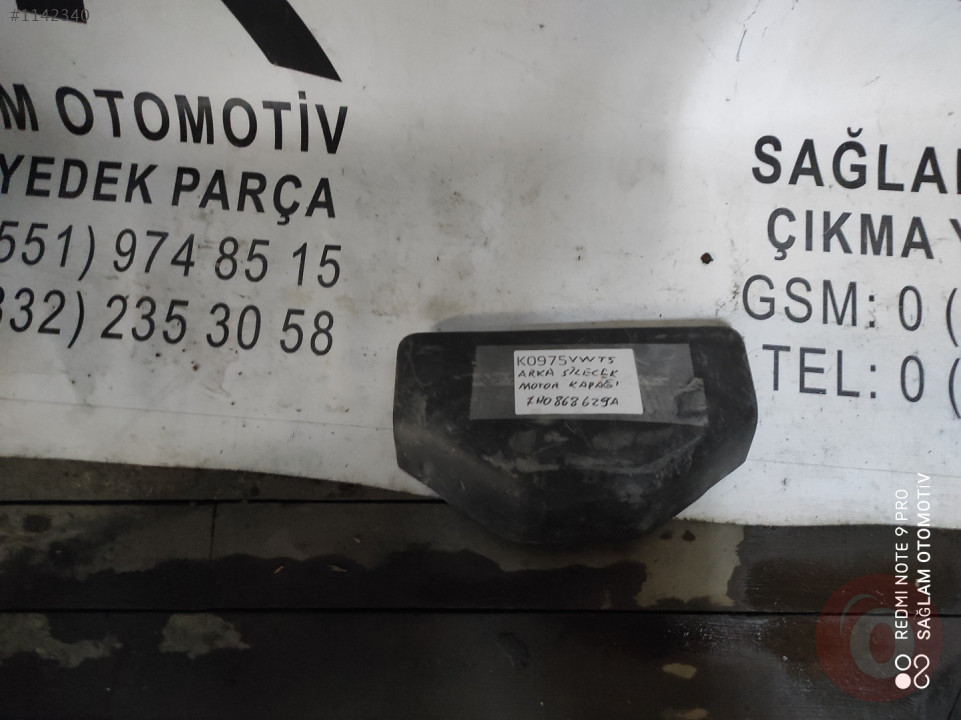 #1142340
M OTOMOTİV
YEDEK PARÇA
551) 974 85 15
332) 235 30 58
SAĞLA
ÇIKMA Y
GSM: 0 (
TEL: 0 (
K0975VWT5
ARKA SİLECEK
MOTOR KAPAĞI
7H0868629A
REDMI NOTE 9 PRO
SAĞLAM OTOMOTİV